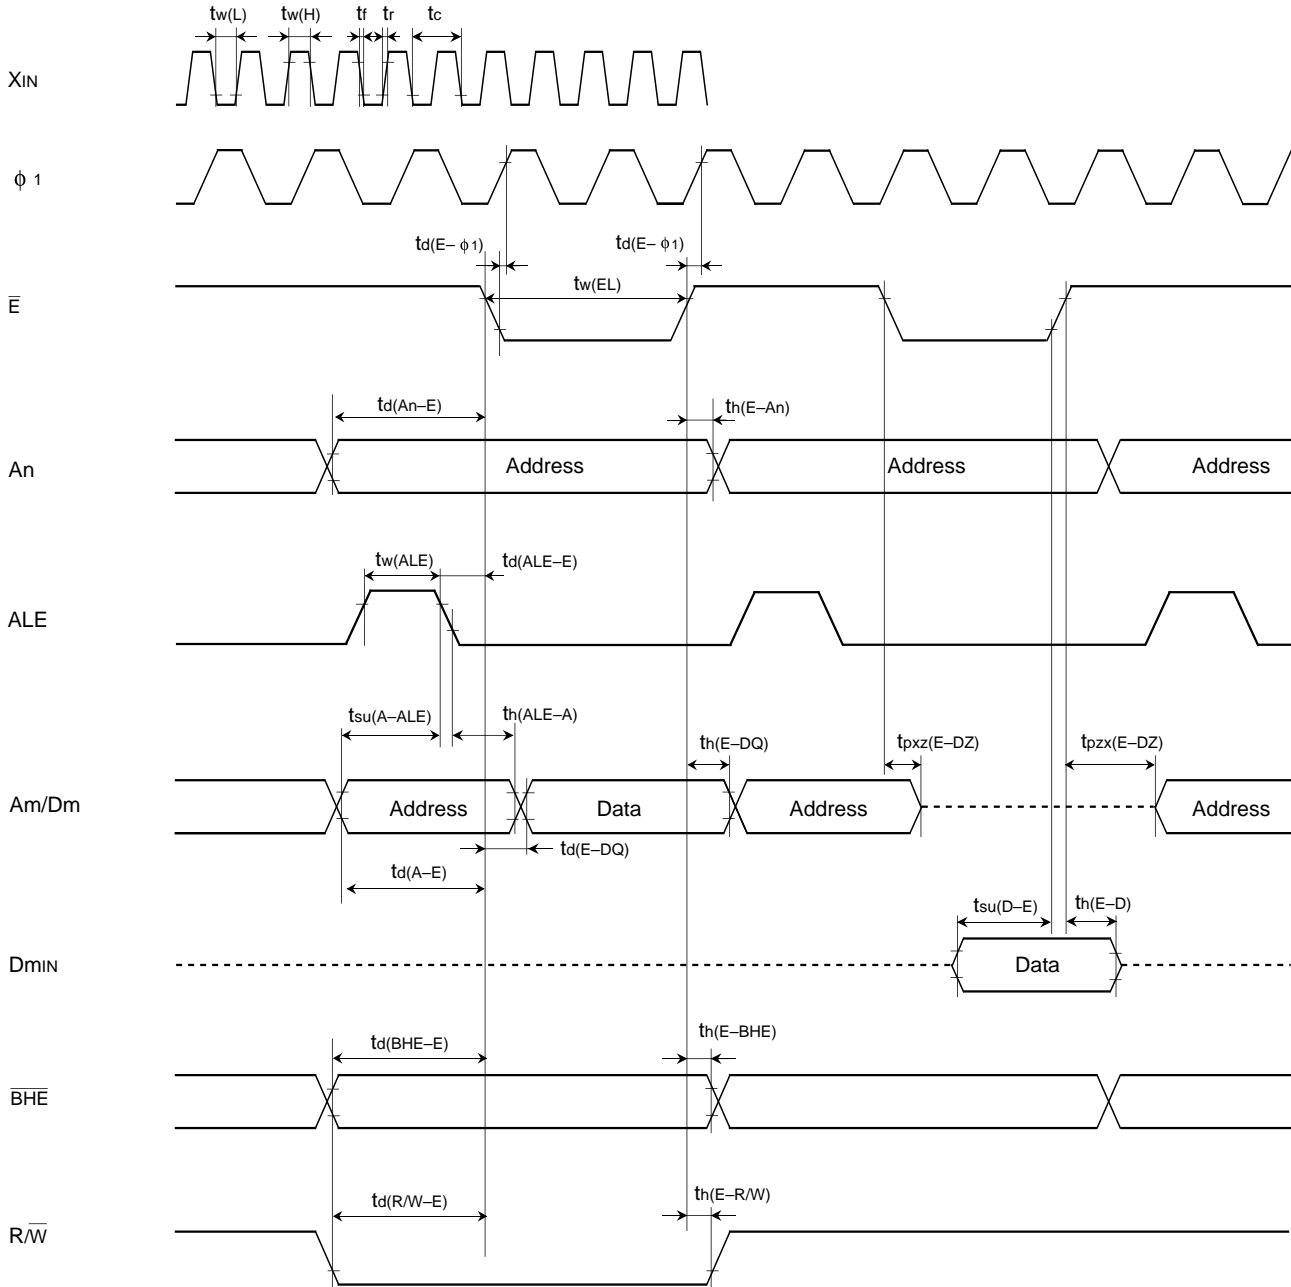 tw(L) tw(H) tf tr tc
XIN
ϕ 1
td(E– ϕ1) td(E– ϕ1)
tw(EL)
E̅
td(An–E) th(E–An)
An Address Address Address
tw(ALE) td(ALE–E)
ALE
tsu(A–ALE) th(ALE–A) th(E–DQ) tpxz(E–DZ) tpzx(E–DZ)
Am/Dm Address Data Address Address
td(E–DQ)
td(A–E)
tsu(D–E) th(E–D)
DmIN Data
td(BHE–E) th(E–BHE)
B̅H̅E̅
td(R/W–E) th(E–R/W)
R/W̅